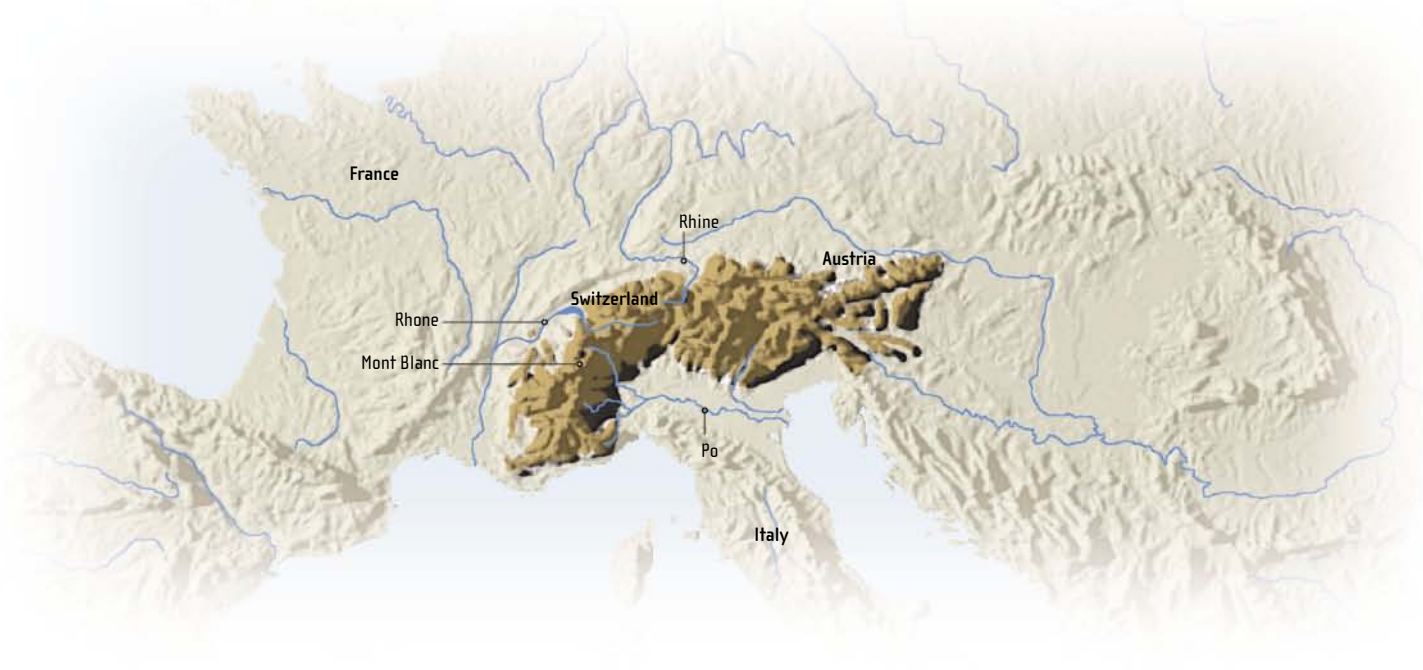 France
Rhine
Austria
Switzerland
Rhone
Mont Blanc
Po
Italy